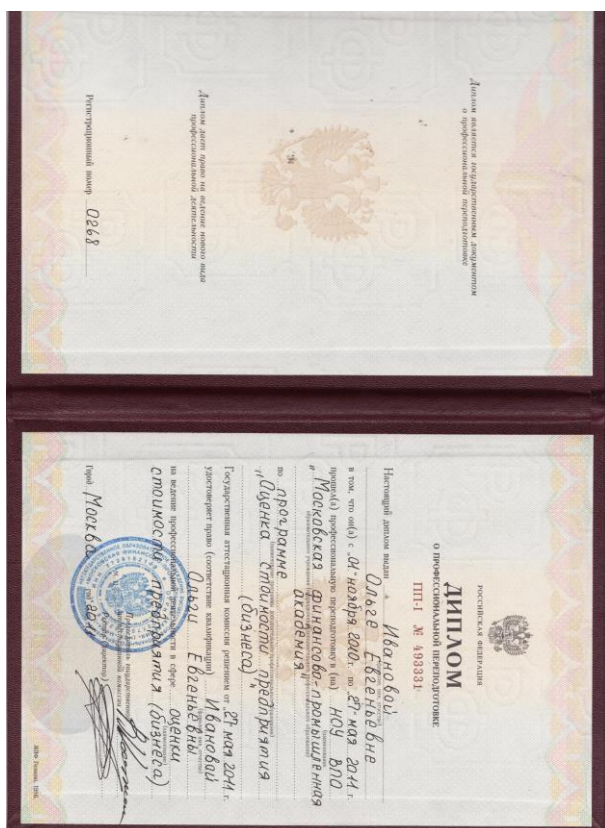 Диплом является государственным документом
о профессиональной переподготовке
Диплом дает право на ведение нового вида
профессиональной деятельности
Регистрационный номер 0268
РОССИЙСКАЯ ФЕДЕРАЦИЯ
ДИПЛОМ
О ПРОФЕССИОНАЛЬНОЙ ПЕРЕПОДГОТОВКЕ
ПП-I № 493331
Настоящий диплом выдан Ивановой
Ольге Евгеньевне
в том, что он(а) с „01" ноября 2010 г. по „27" мая 2011 г.
прошел(а) профессиональную переподготовку в (на) НОУ ВПО
"Московская финансово-промышленная
академия"
по программе
"Оценка стоимости предприятия
(бизнеса)"
Государственная аттестационная комиссия решением от „27" мая 2011 г.
удостоверяет право (соответствие квалификации) Ивановой
Ольги Евгеньевны
на ведение профессиональной деятельности в сфере оценки
стоимости предприятия (бизнеса)
Город Москва год 2011